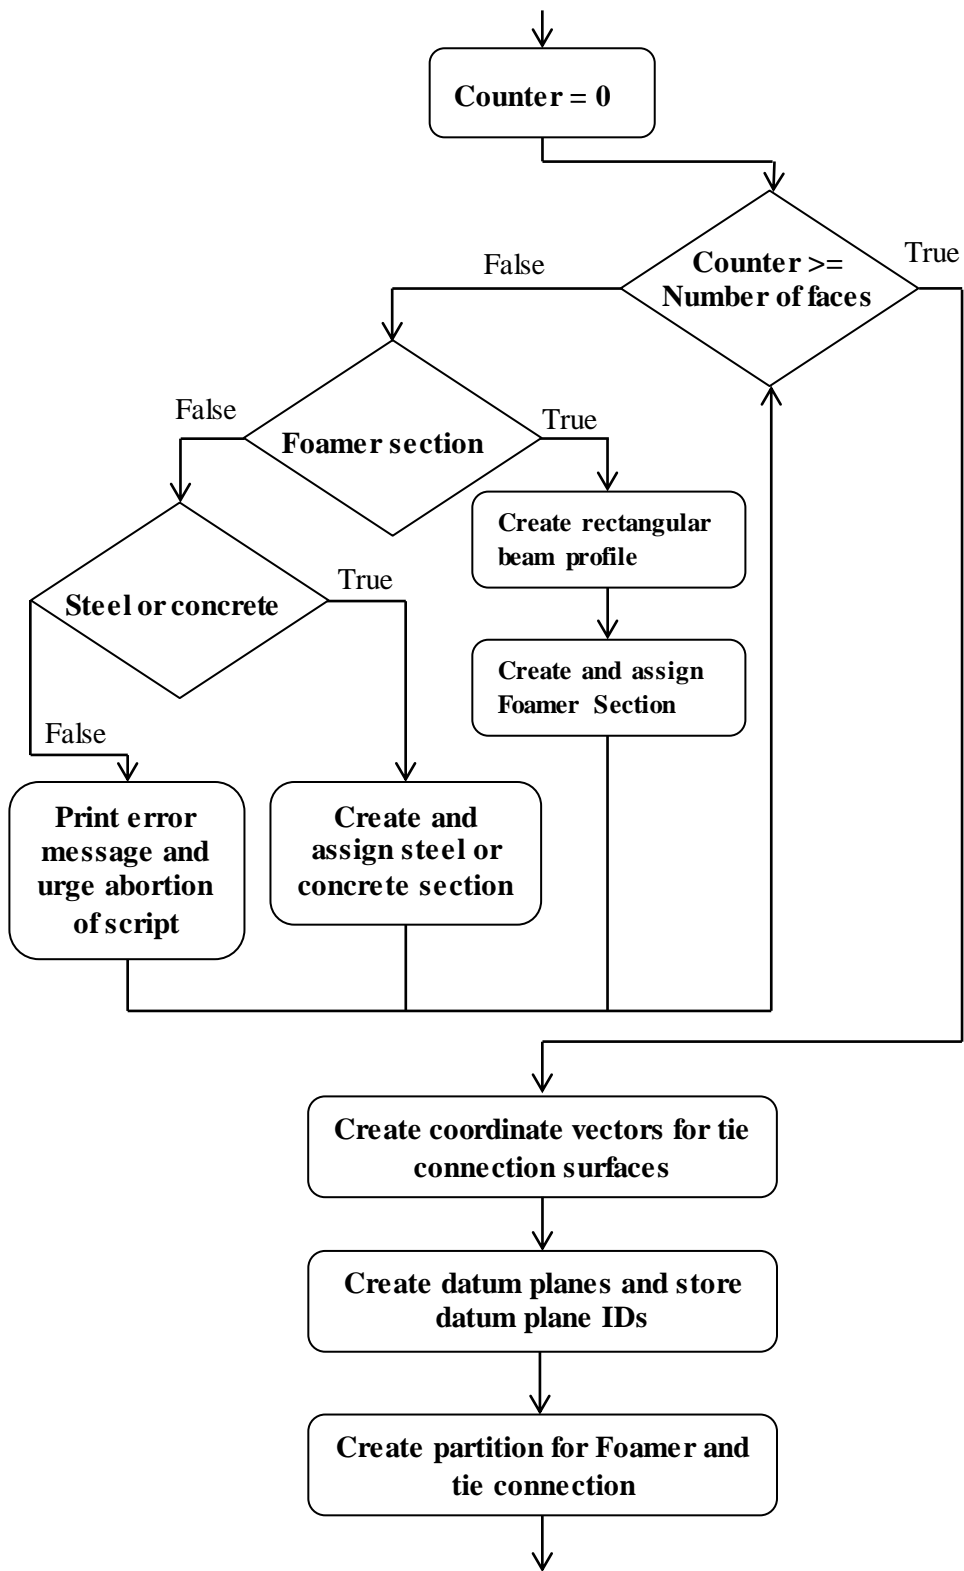 Counter = 0
Counter >=
Number of faces
True
False
Foamer section
False
True
Create rectangular
beam profile
Steel or concrete
True
Create and assign
Foamer Section
False
Print error
message and
urge abortion
of script
Create and
assign steel or
concrete section
Create coordinate vectors for tie
connection surfaces
Create datum planes and store
datum plane IDs
Create partition for Foamer and
tie connection